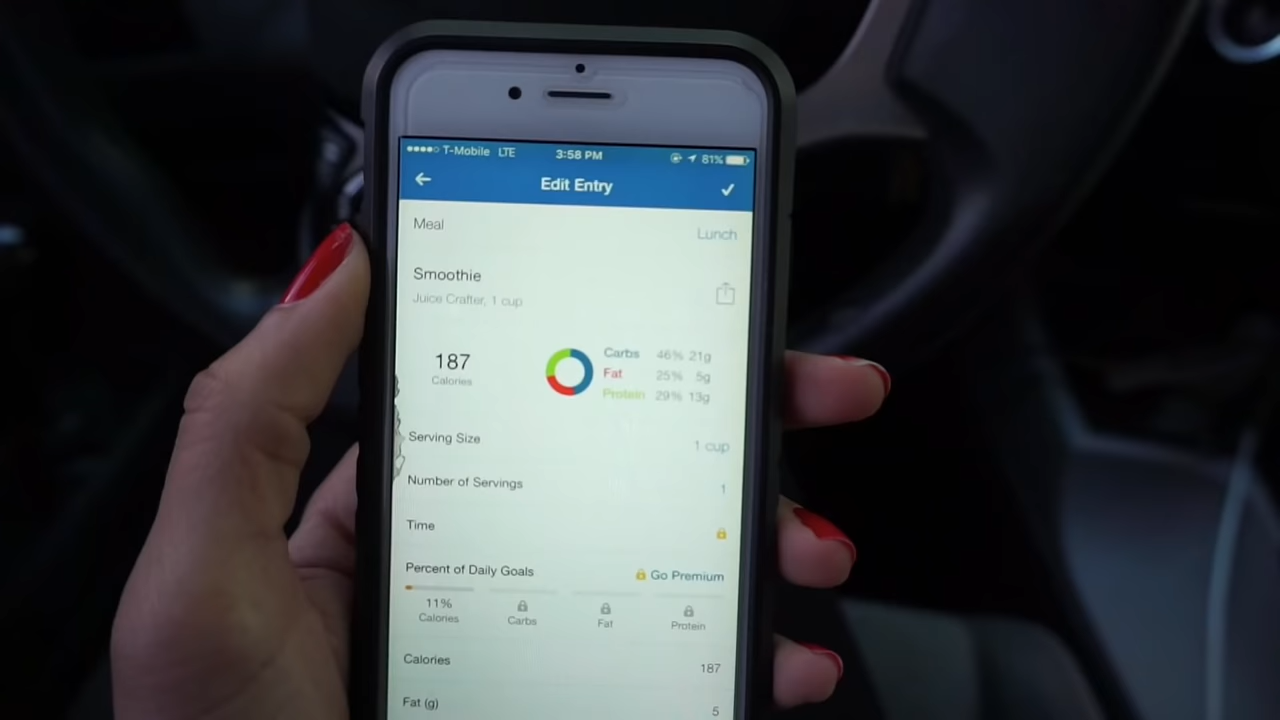 T-Mobile LTE 3:58 PM 81%
Edit Entry
Meal Lunch
Smoothie
Juice Crafter, 1 cup
187
Calories
Carbs 46% 21g
Fat 25% 5g
Protein 29% 13g
Serving Size 1 cup
Number of Servings 1
Time
Percent of Daily Goals Go Premium
11%
Calories Carbs Fat Protein
Calories 187
Fat (g) 5